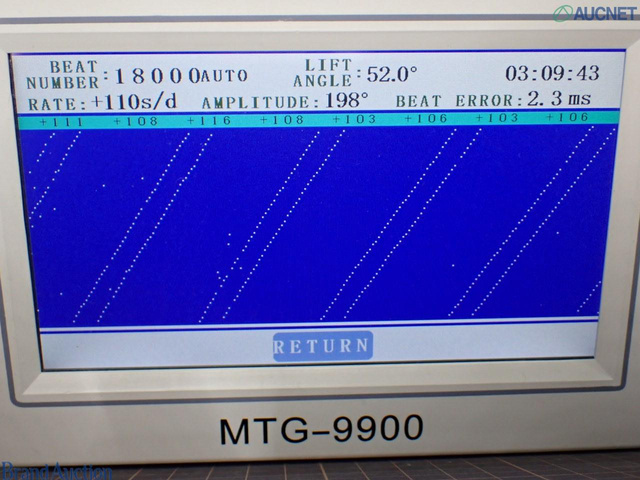 AUCNET
BEAT NUMBER:18000AUTO LIFT ANGLE:52.0° 03:09:43
RATE:+110s/d AMPLITUDE:198° BEAT ERROR:2.3ms
+111 +108 +116 +108 +103 +106 +103 +106
RETURN
MTG-9900
Brand Auction